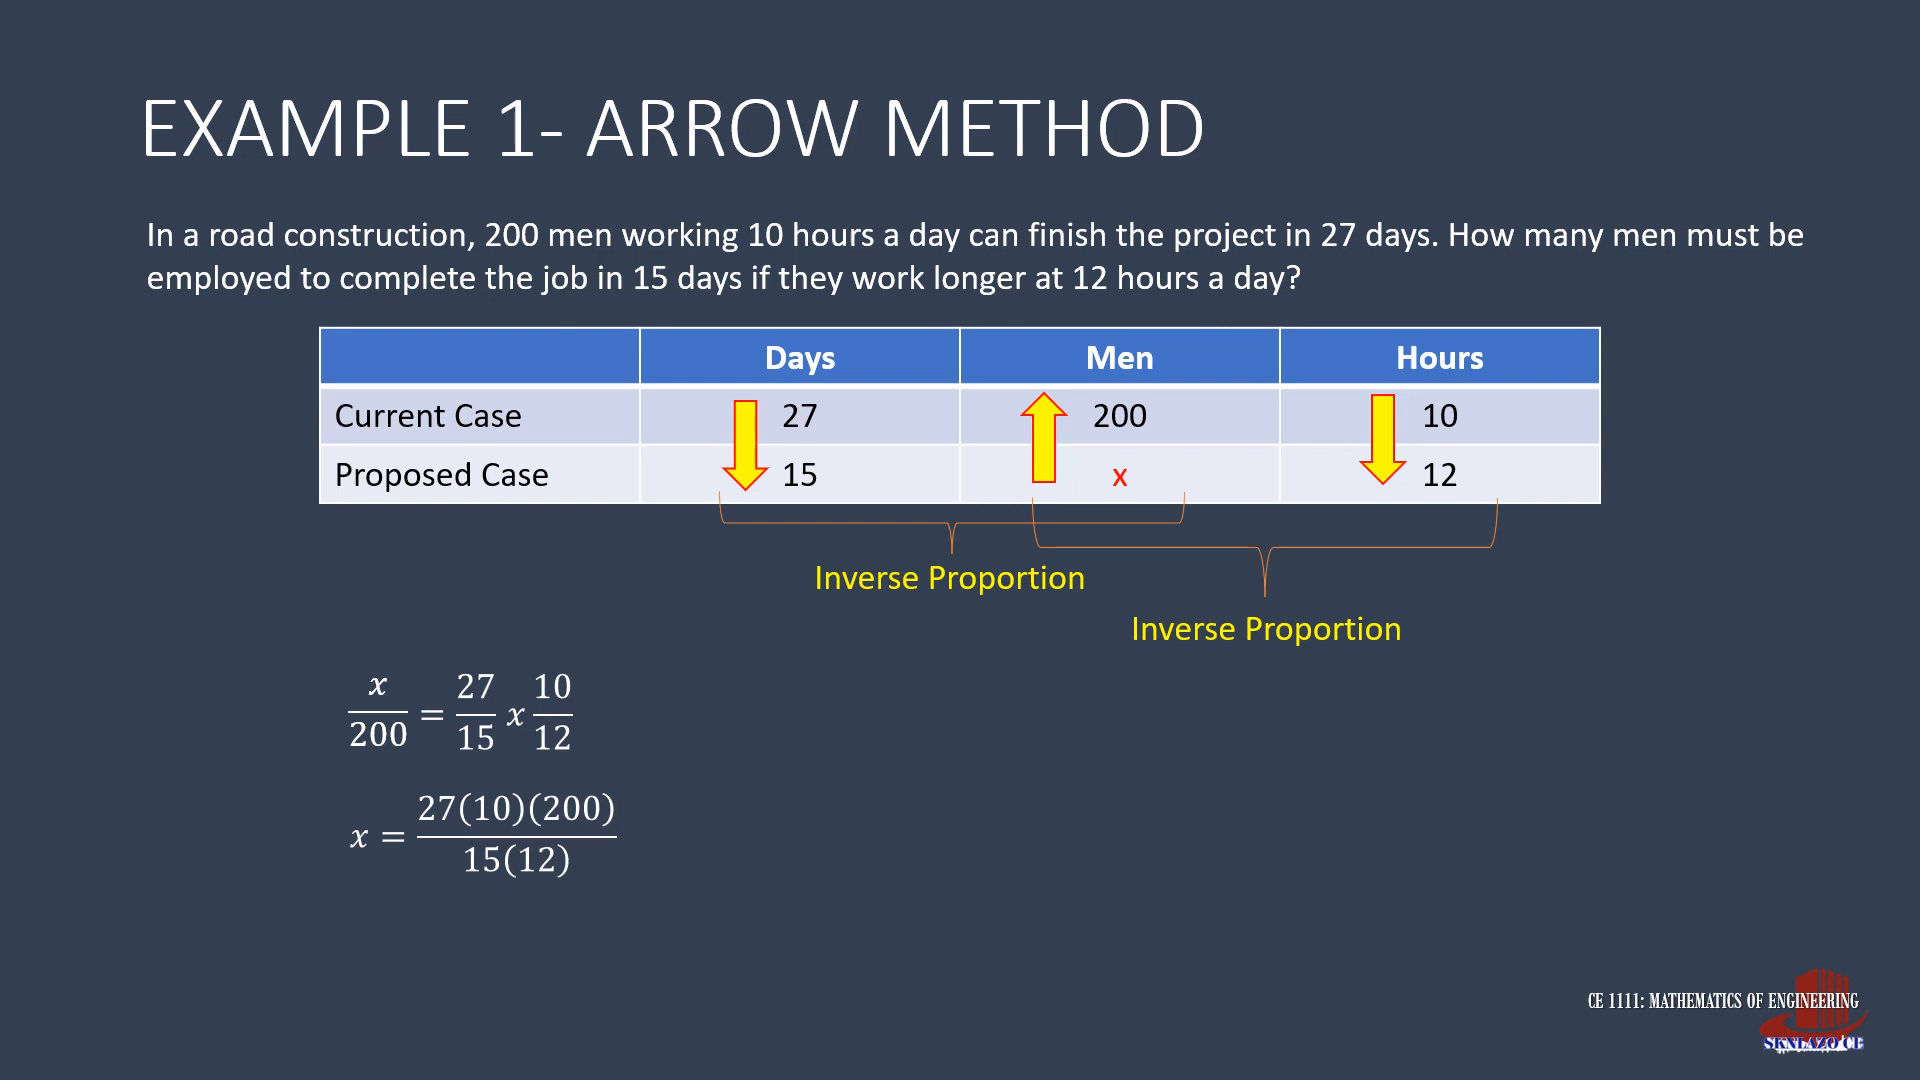 EXAMPLE 1- ARROW METHOD
In a road construction, 200 men working 10 hours a day can finish the project in 27 days. How many men must be
employed to complete the job in 15 days if they work longer at 12 hours a day?
Days Men Hours
Current Case 27 200 10
Proposed Case 15 x 12
Inverse Proportion
Inverse Proportion
x/200 = 27/15 x 10/12
x = 27(10)(200)/15(12)
CE 1111: MATHEMATICS OF ENGINEERING
SKNLAZO CE